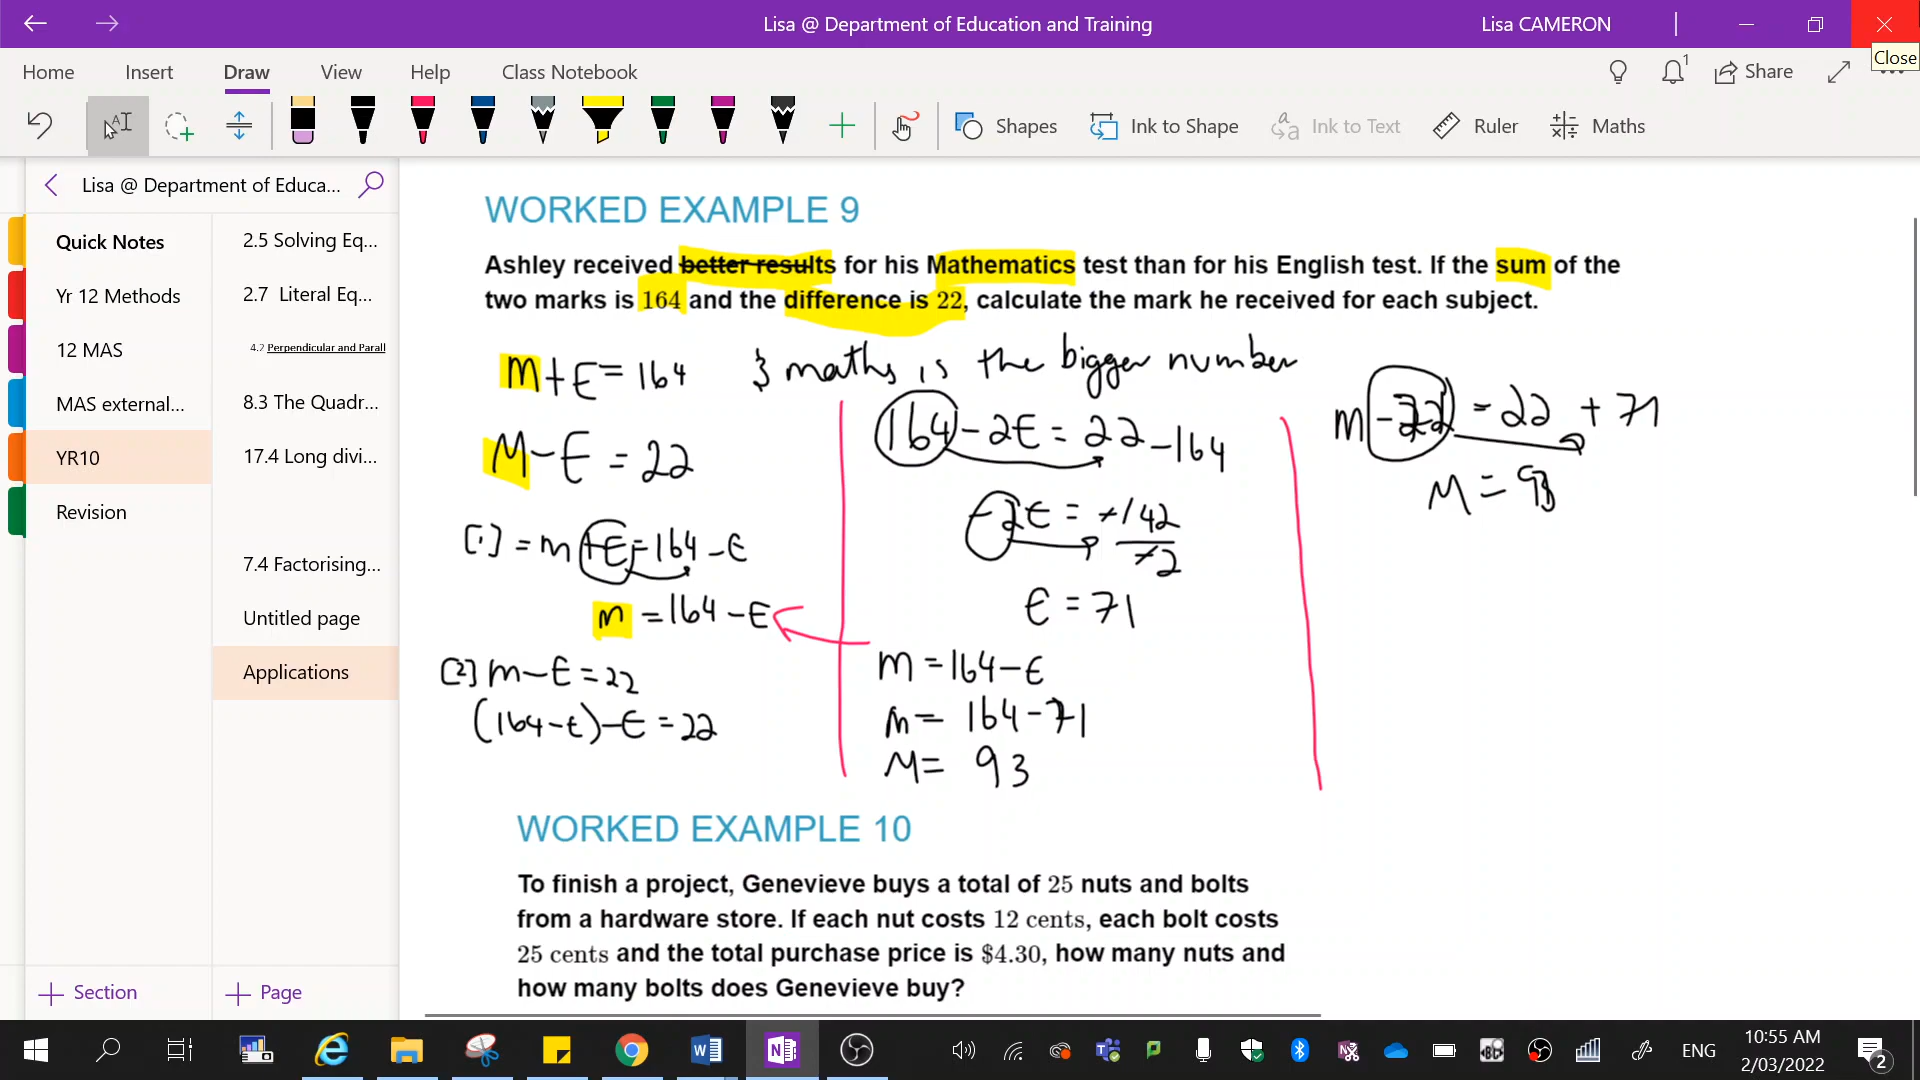 Lisa @ Department of Education and Training
Lisa CAMERON
Close
Home Insert Draw View Help Class Notebook
1
Share
Shapes Ink to Shape Ink to Text Ruler Maths
Lisa @ Department of Educa...
Quick Notes
Yr 12 Methods
12 MAS
MAS external...
YR10
Revision
2.5 Solving Eq...
2.7 Literal Eq...
4.2 Perpendicular and Parall
8.3 The Quadr...
17.4 Long divi...
7.4 Factorising...
Untitled page
Applications
+ Section
+ Page
WORKED EXAMPLE 9
Ashley received better results for his Mathematics test than for his English test. If the sum of the
two marks is 164 and the difference is 22, calculate the mark he received for each subject.
M+E=164 & maths is the bigger number
M-E=22
[1] = m+E=164-E
m=164-E
[2] m-E=22
(164-E)-E=22
164-2E=22-164
-2E = -142
-2
E = 71
M=164-E
m= 164-71
M= 93
= 22 + 71
M=93
WORKED EXAMPLE 10
To finish a project, Genevieve buys a total of 25 nuts and bolts
from a hardware store. If each nut costs 12 cents, each bolt costs
25 cents and the total purchase price is $4.30, how many nuts and
how many bolts does Genevieve buy?
ENG
10:55 AM
2/03/2022
2